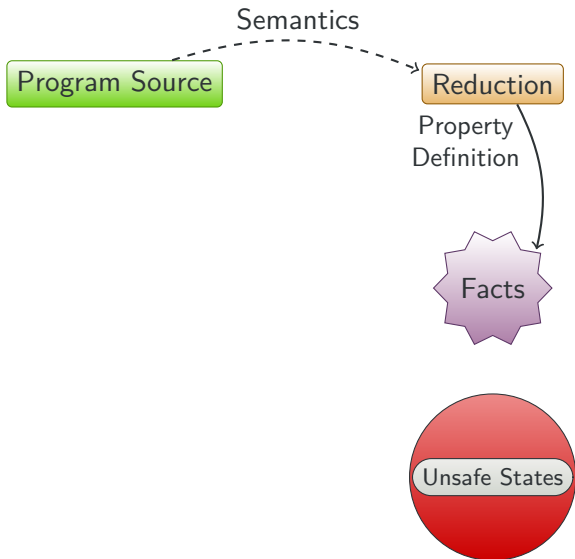 Semantics
Program Source
Reduction
Property
Definition
Facts
Unsafe States